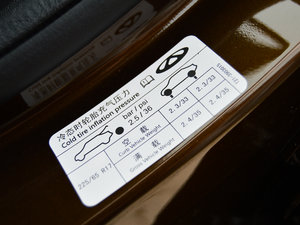 冷态时轮胎充气压力
Cold tire inflation pressure
bar / psi
2.5 / 36
空 载
Curb Vehicle Weight
2.3/33
2.3/33
满 载
Gross Vehicle Weight
2.4/35
2.4/35
225/65 R17